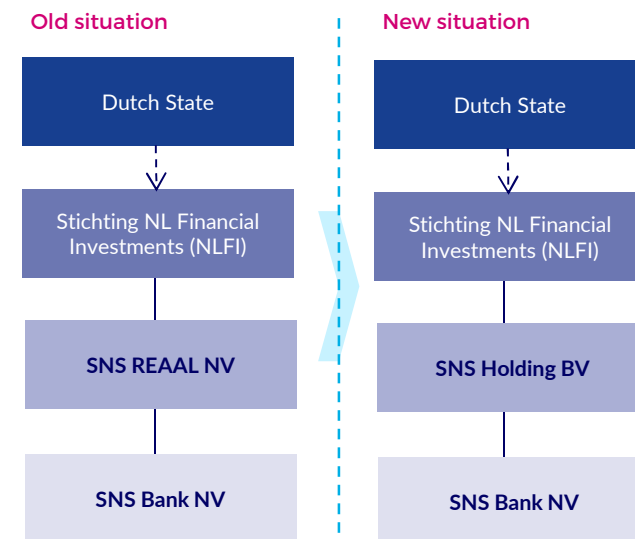 Old situation
Dutch State
Stichting NL Financial
Investments (NLFI)
SNS REAAL NV
SNS Bank NV
New situation
Dutch State
Stichting NL Financial
Investments (NLFI)
SNS Holding BV
SNS Bank NV